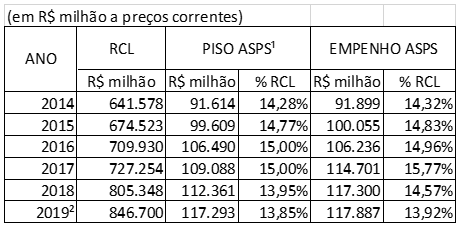 (em R$ milhão a preços correntes)
ANO RCL PISO ASPS¹ EMPENHO ASPS
R$ milhão R$ milhão % RCL R$ milhão % RCL
2014 641.578 91.614 14,28% 91.899 14,32%
2015 674.523 99.609 14,77% 100.055 14,83%
2016 709.930 106.490 15,00% 106.236 14,96%
2017 727.254 109.088 15,00% 114.701 15,77%
2018 805.348 112.361 13,95% 117.300 14,57%
2019² 846.700 117.293 13,85% 117.887 13,92%